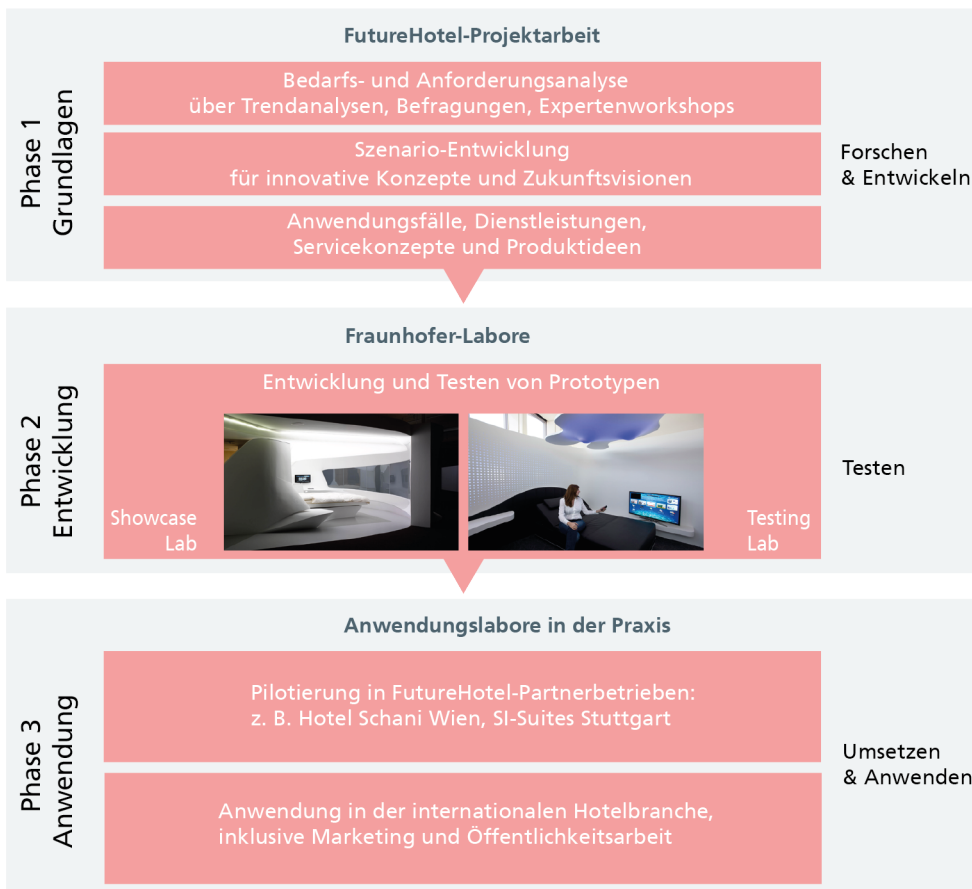 FutureHotel-Projektarbeit
Phase 1
Grundlagen
Bedarfs- und Anforderungsanalyse
über Trendanalysen, Befragungen, Expertenworkshops
Szenario-Entwicklung
für innovative Konzepte und Zukunftsvisionen
Anwendungsfälle, Dienstleistungen,
Servicekonzepte und Produktideen
Forschen
& Entwickeln
Fraunhofer-Labore
Phase 2
Entwicklung
Entwicklung und Testen von Prototypen
Showcase
Lab
Testing
Lab
Testen
Anwendungslabore in der Praxis
Phase 3
Anwendung
Pilotierung in FutureHotel-Partnerbetrieben:
z. B. Hotel Schani Wien, SI-Suites Stuttgart
Anwendung in der internationalen Hotelbranche,
inklusive Marketing und Öffentlichkeitsarbeit
Umsetzen
& Anwenden